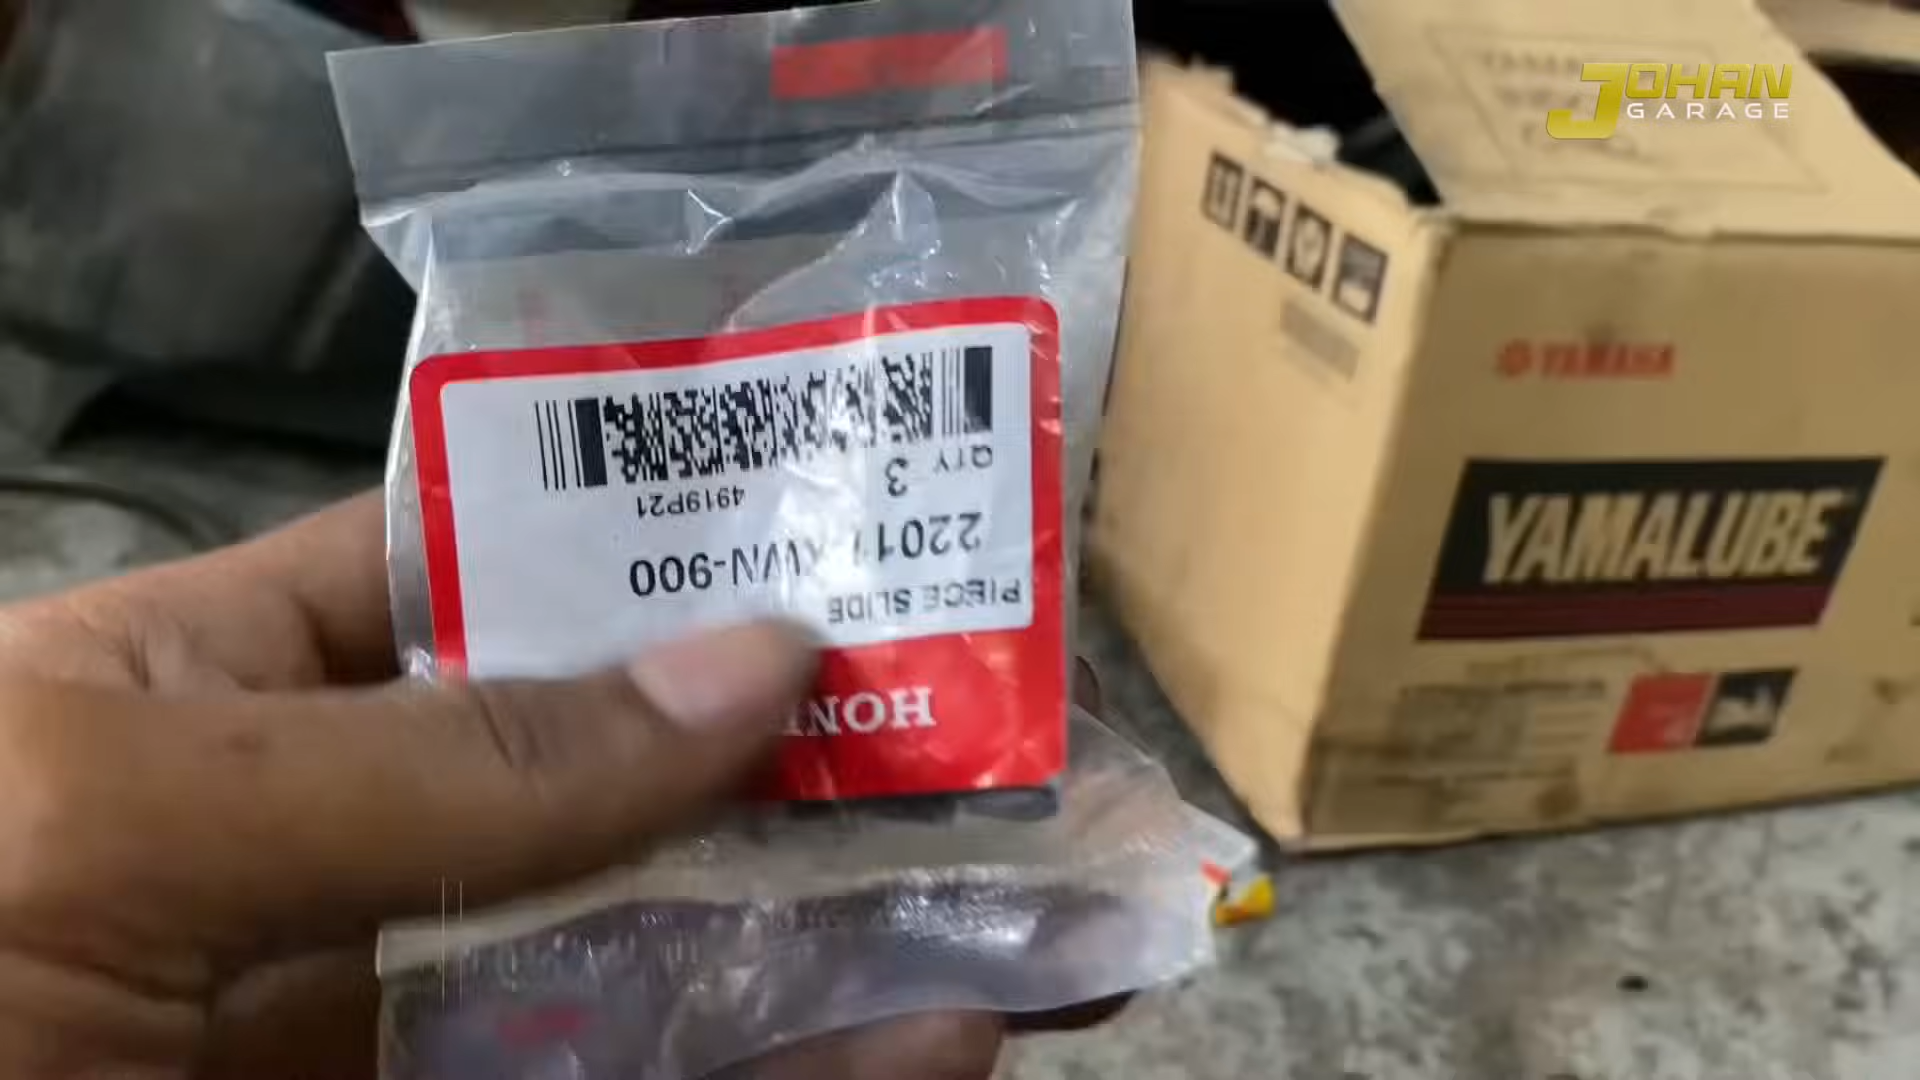 JOHAN
GARAGE
QTY
3
4919P21
22011-KWN-900
PIECE SLIDE
YAMAHA
YAMALUBE